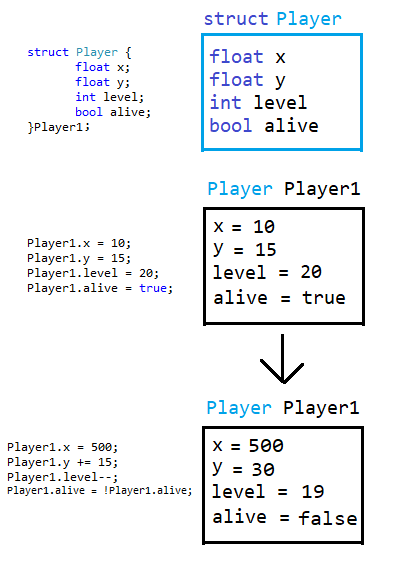 struct Player
struct Player {
float x;
float y;
int level;
bool alive;
}Player1;
float x
float y
int level
bool alive
Player Player1
Player1.x = 10;
Player1.y = 15;
Player1.level = 20;
Player1.alive = true;
x = 10
y = 15
level = 20
alive = true
Player Player1
Player1.x = 500;
Player1.y += 15;
Player1.level--;
Player1.alive = !Player1.alive;
x = 500
y = 30
level = 19
alive = false